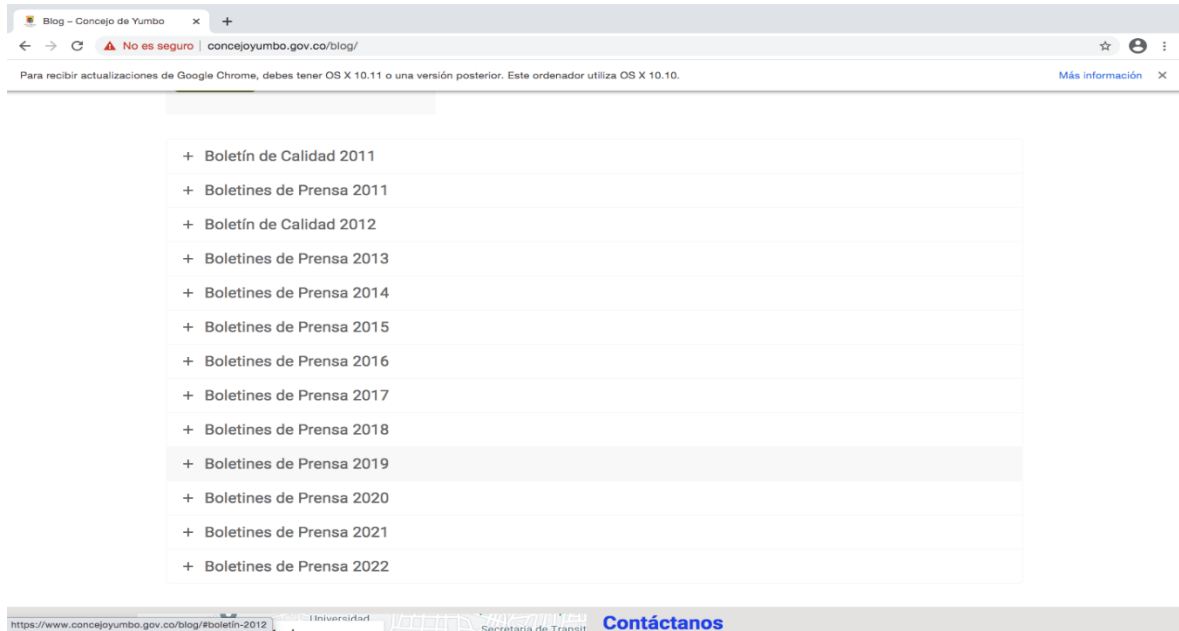 Blog – Concejo de Yumbo
No es seguro | concejoyumbo.gov.co/blog/
Para recibir actualizaciones de Google Chrome, debes tener OS X 10.11 o una versión posterior. Este ordenador utiliza OS X 10.10. Más información
+ Boletín de Calidad 2011
+ Boletines de Prensa 2011
+ Boletín de Calidad 2012
+ Boletines de Prensa 2013
+ Boletines de Prensa 2014
+ Boletines de Prensa 2015
+ Boletines de Prensa 2016
+ Boletines de Prensa 2017
+ Boletines de Prensa 2018
+ Boletines de Prensa 2019
+ Boletines de Prensa 2020
+ Boletines de Prensa 2021
+ Boletines de Prensa 2022
Universidad
Secretaria de Transit
Contáctanos
https://www.concejoyumbo.gov.co/blog/#boletin-2012